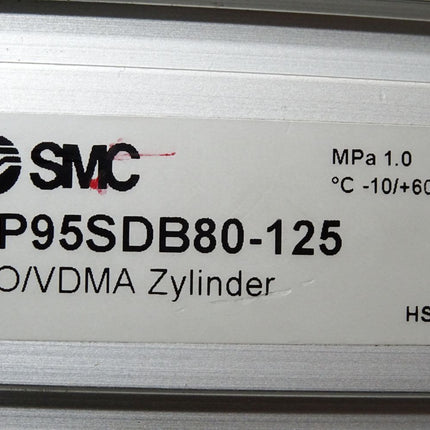 SMC
MPa 1.0
°C -10/+60
P95SDB80-125
O/VDMA Zylinder
HS